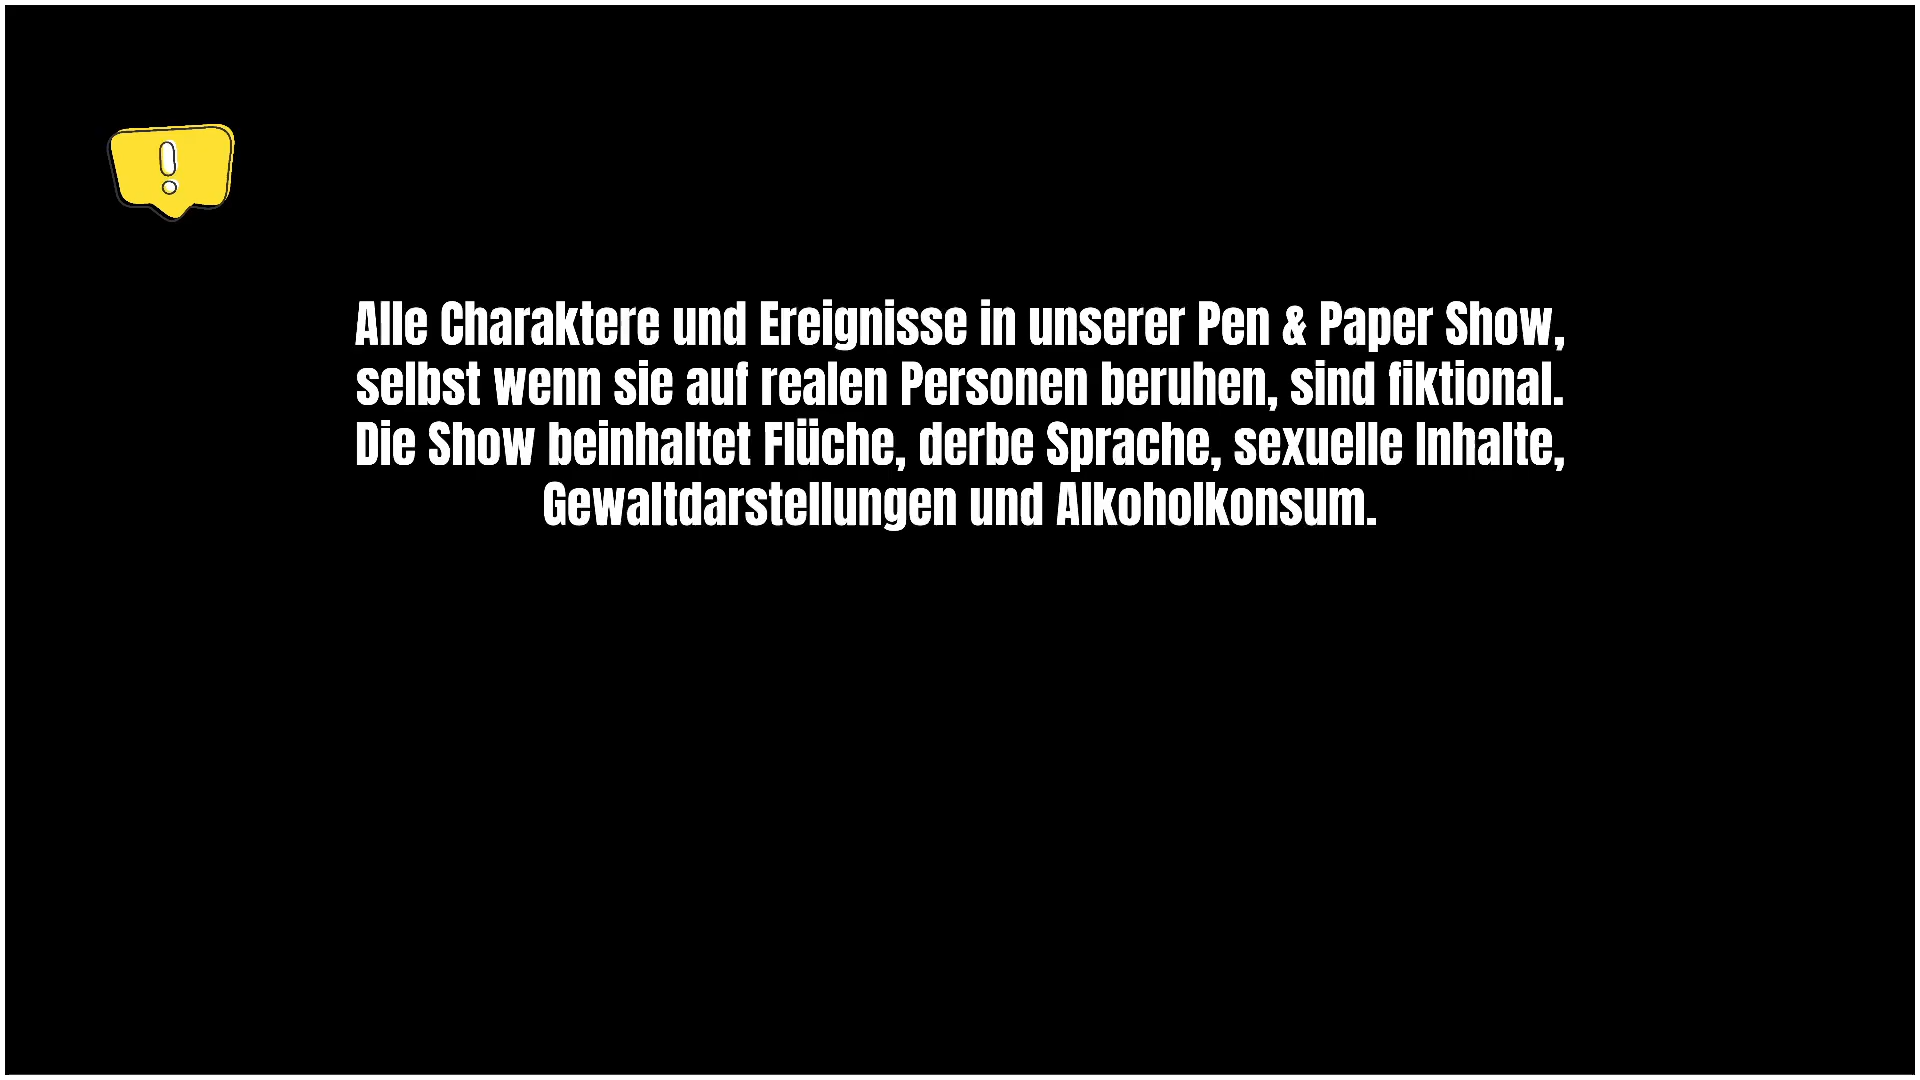 !
Alle Charaktere und Ereignisse in unserer Pen & Paper Show,
selbst wenn sie auf realen Personen beruhen, sind fiktional.
Die Show beinhaltet Flüche, derbe Sprache, sexuelle Inhalte,
Gewaltdarstellungen und Alkoholkonsum.